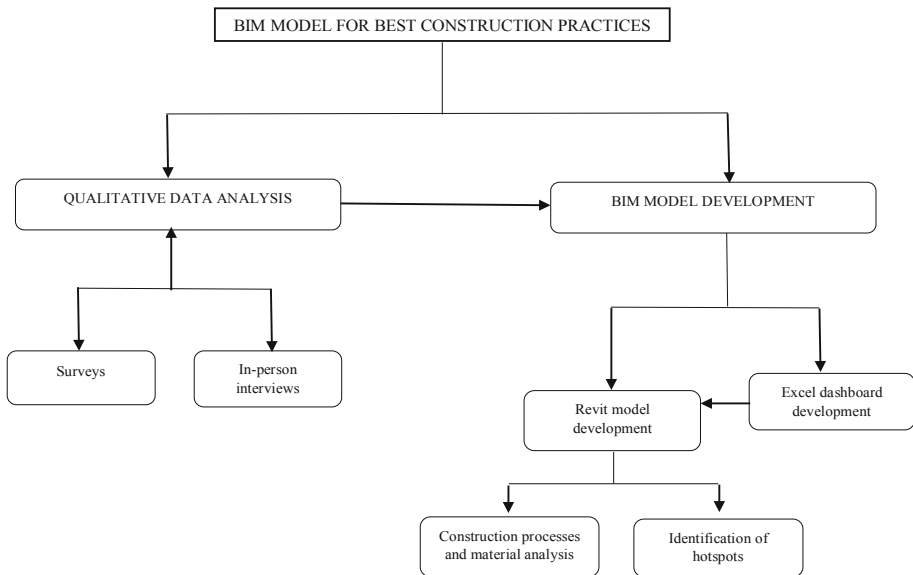 BIM MODEL FOR BEST CONSTRUCTION PRACTICES
QUALITATIVE DATA ANALYSIS
BIM MODEL DEVELOPMENT
Surveys
In-person
interviews
Revit model
development
Excel dashboard
development
Construction processes
and material analysis
Identification of
hotspots